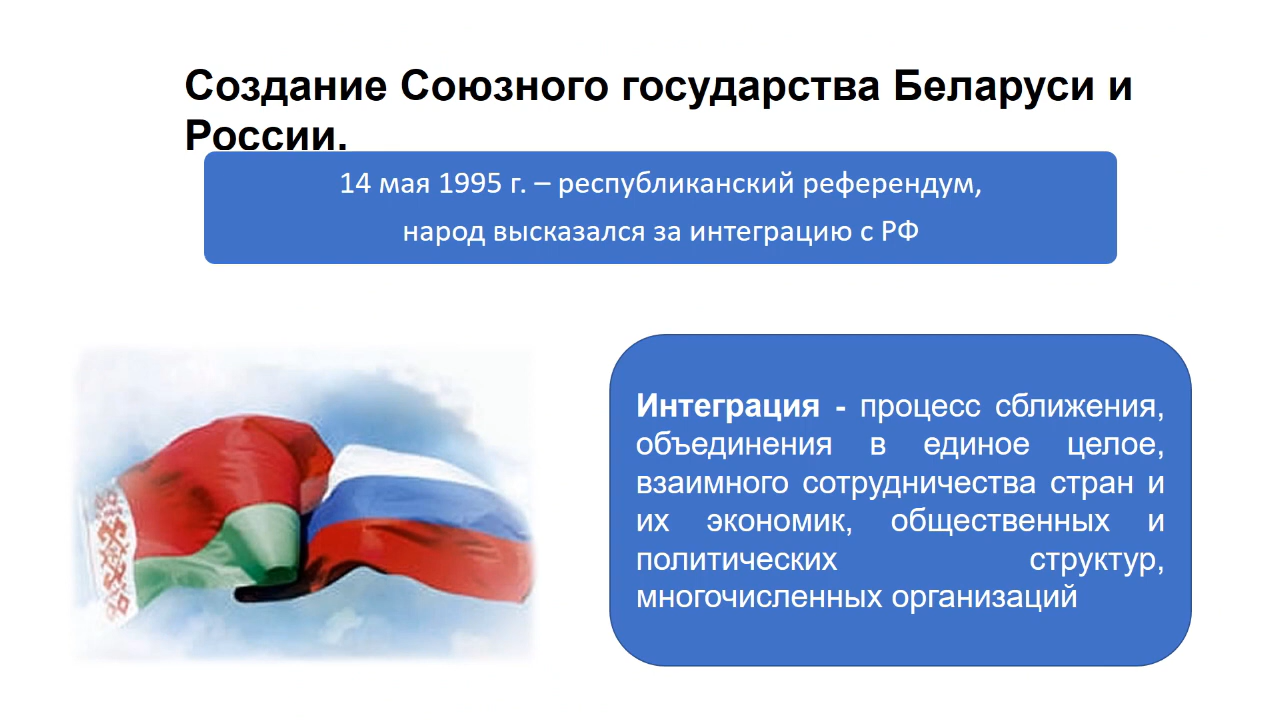 Создание Союзного государства Беларуси и
России.
14 мая 1995 г. – республиканский референдум,
народ высказался за интеграцию с РФ
Интеграция - процесс сближения,
объединения в единое целое,
взаимного сотрудничества стран и
их экономик, общественных и
политических структур,
многочисленных организаций